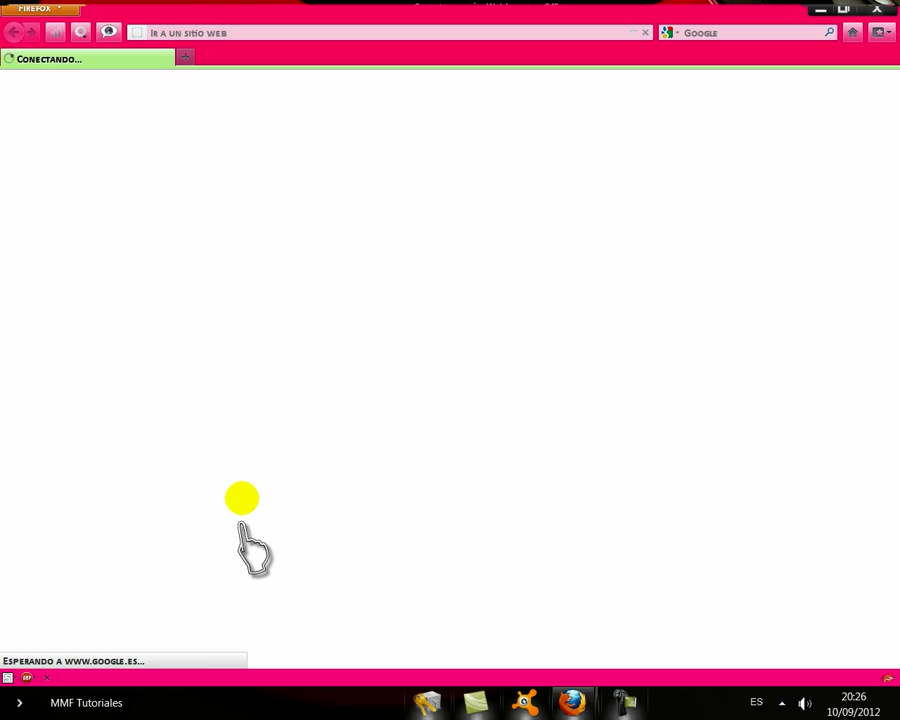 Firefox
Ir a un sitio web
Google
Conectando...
Esperando a www.google.es...
MMF Tutoriales
ES
20:26
10/09/2012